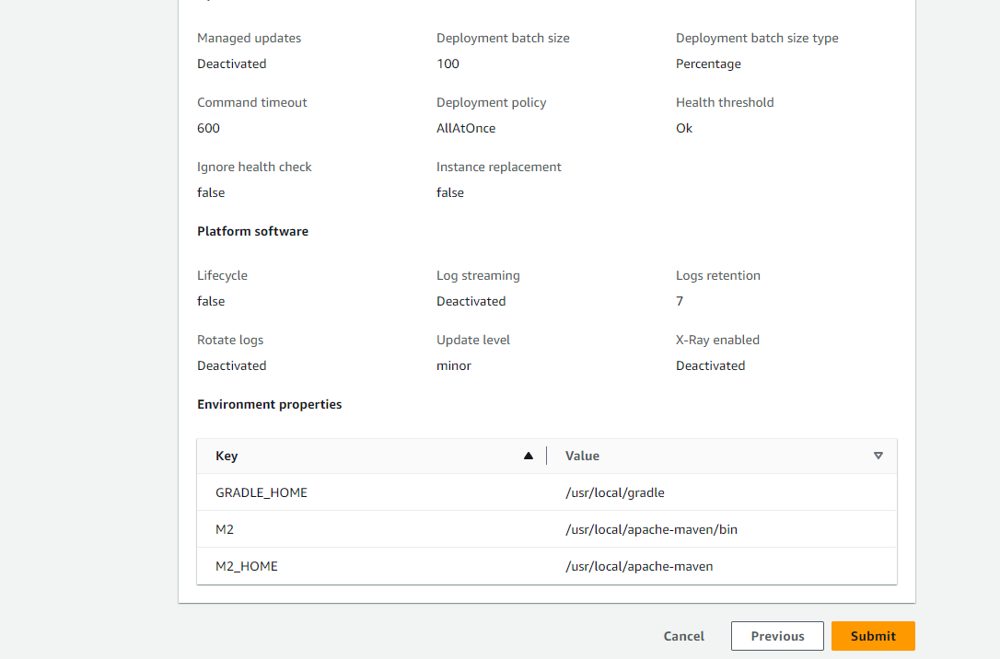 Managed updates
Deployment batch size
Deployment batch size type
Deactivated
100
Percentage
Command timeout
Deployment policy
Health threshold
600
AllAtOnce
Ok
Ignore health check
Instance replacement
false
false
Platform software
Lifecycle
Log streaming
Logs retention
false
Deactivated
7
Rotate logs
Update level
X-Ray enabled
Deactivated
minor
Deactivated
Environment properties
Key
Value
GRADLE_HOME
/usr/local/gradle
M2
/usr/local/apache-maven/bin
M2_HOME
/usr/local/apache-maven
Cancel
Previous
Submit